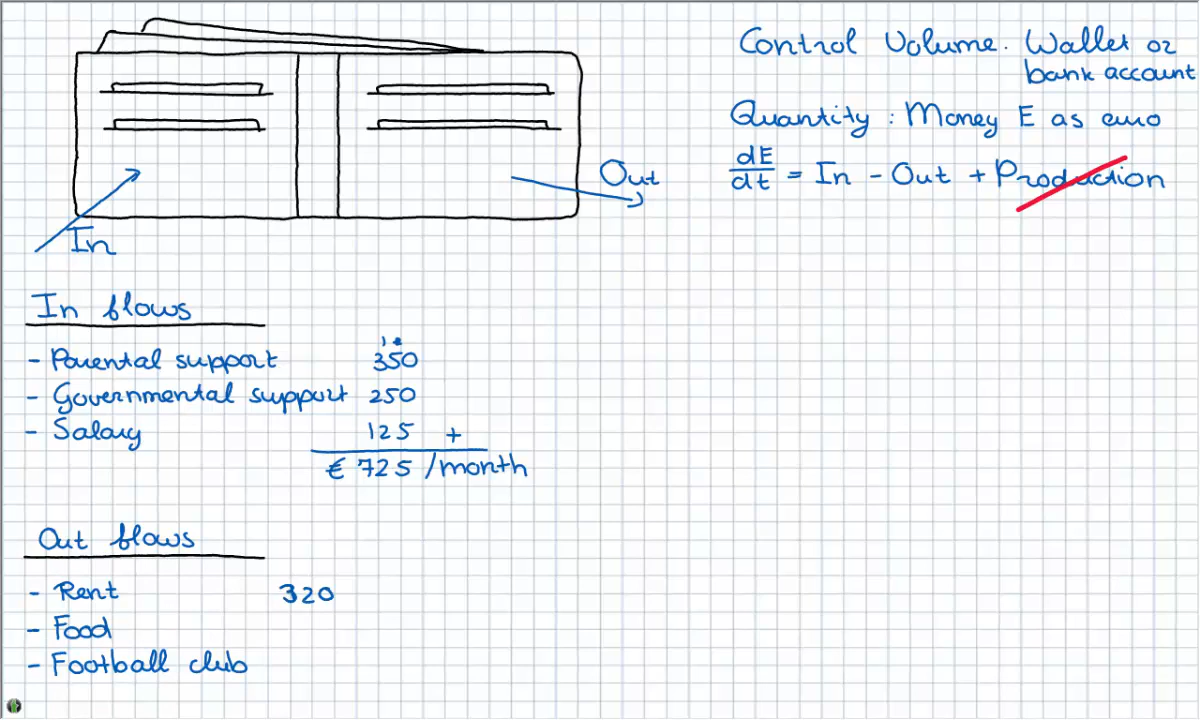 Control Volume: Wallet or
bank account
Quantity: Money E as euro
dE/dt = In - Out + Production
Out
In
In flows
- Parental support 350
- Governmental support 250
- Salary 125 +
€ 725 /month
Out flows
- Rent 320
- Food
- Football club